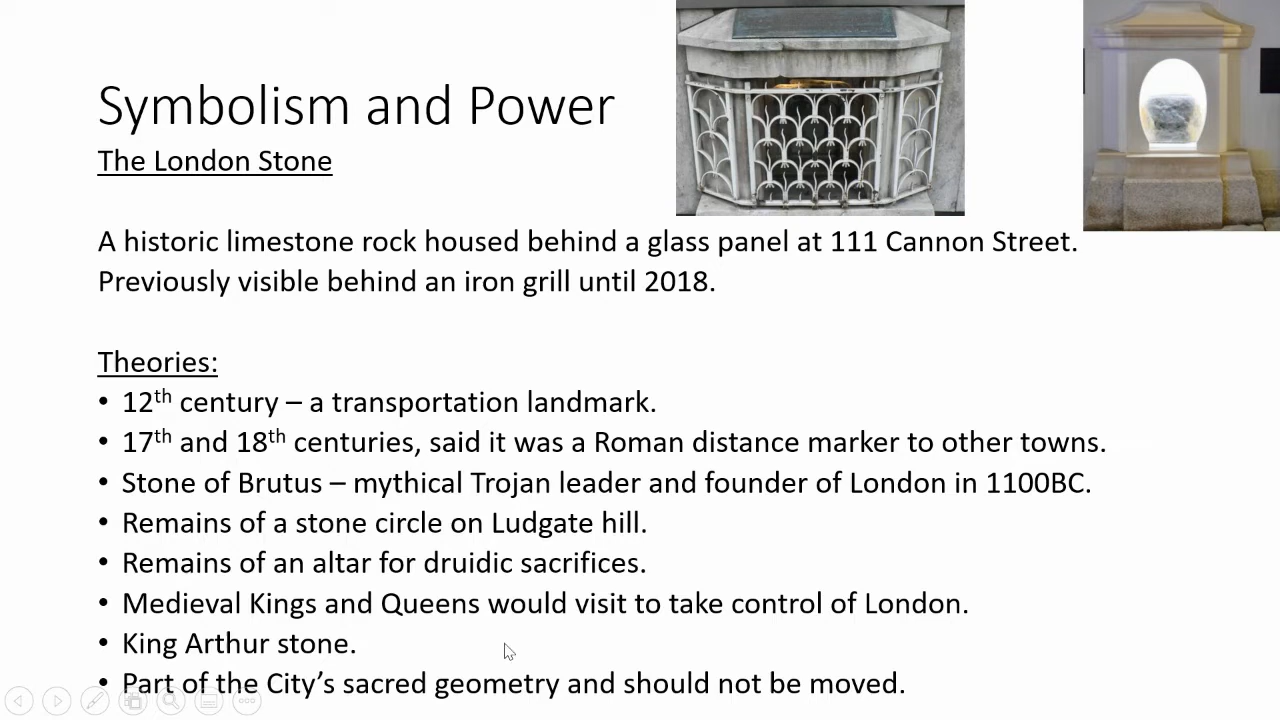 Symbolism and Power
The London Stone
A historic limestone rock housed behind a glass panel at 111 Cannon Street.
Previously visible behind an iron grill until 2018.
Theories:
• 12th century – a transportation landmark.
• 17th and 18th centuries, said it was a Roman distance marker to other towns.
• Stone of Brutus – mythical Trojan leader and founder of London in 1100BC.
• Remains of a stone circle on Ludgate hill.
• Remains of an altar for druidic sacrifices.
• Medieval Kings and Queens would visit to take control of London.
• King Arthur stone.
• Part of the City’s sacred geometry and should not be moved.